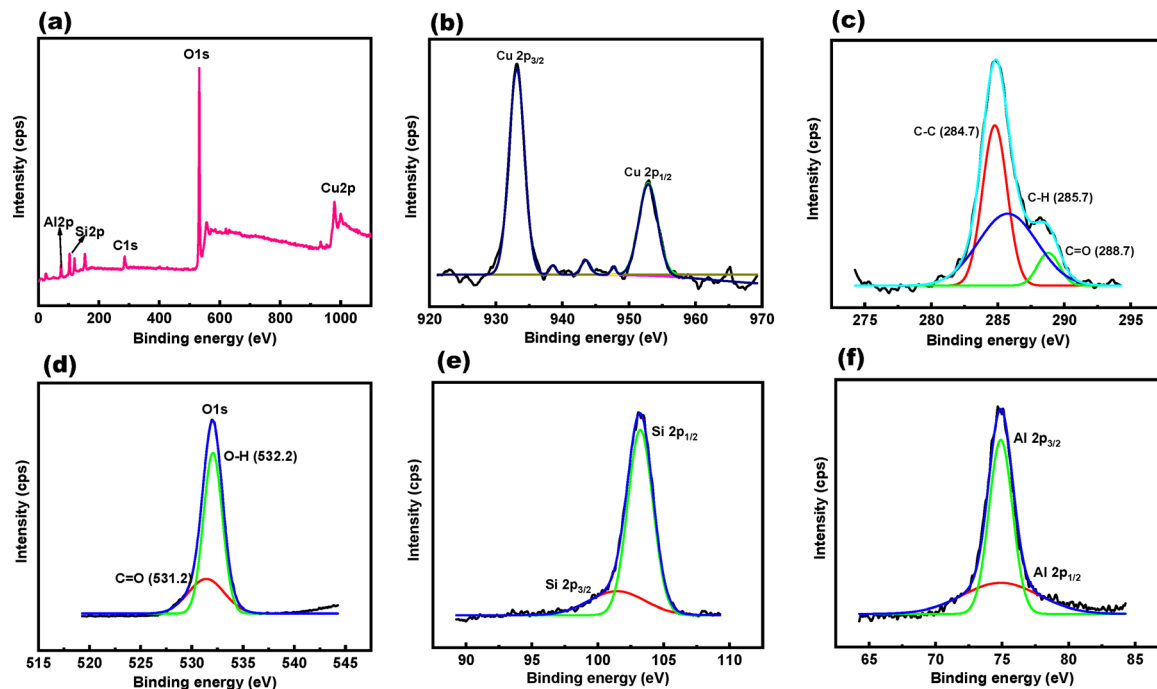 (a)
O1s
Al2p
Si2p
C1s
Cu2p
Intensity (cps)
0 200 400 600 800 1000
Binding energy (eV)
(b)
Cu 2p3/2
Cu 2p1/2
Intensity (cps)
920 930 940 950 960 970
Binding energy (eV)
(c)
C-C (284.7)
C-H (285.7)
C=O (288.7)
Intensity (cps)
275 280 285 290 295
Binding energy (eV)
(d)
O1s
O-H (532.2)
C=O (531.2)
Intensity (cps)
515 520 525 530 535 540 545
Binding energy (eV)
(e)
Si 2p1/2
Si 2p3/2
Intensity (cps)
90 95 100 105 110
Binding energy (eV)
(f)
Al 2p3/2
Al 2p1/2
Intensity (cps)
65 70 75 80 85
Binding energy (eV)